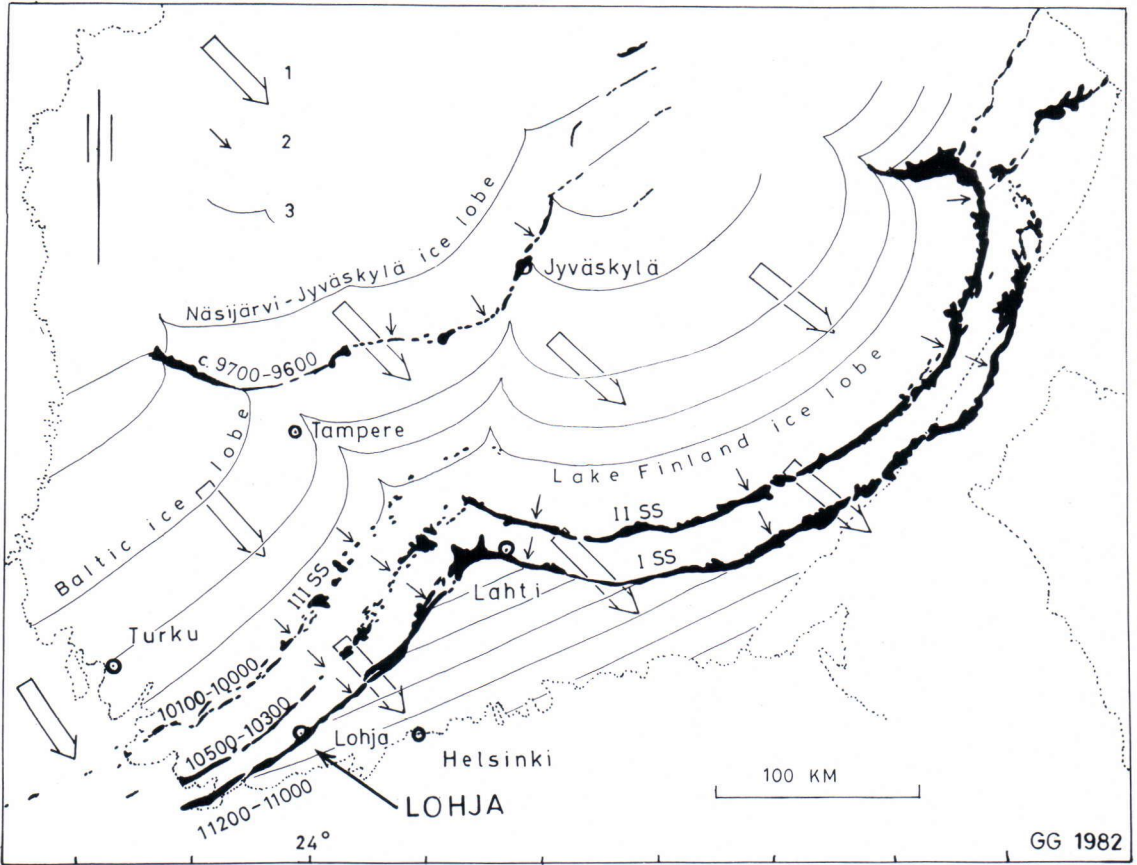 1
2
3
Näsijärvi-Jyväskylä ice lobe
Jyväskylä
c. 9700-9600
Tampere
Baltic ice lobe
Lake Finland ice lobe
II SS
I SS
III SS
Lahti
Turku
10100-10000
10500-10300
11200-11000
Lohja
Helsinki
LOHJA
100 KM
24°
GG 1982